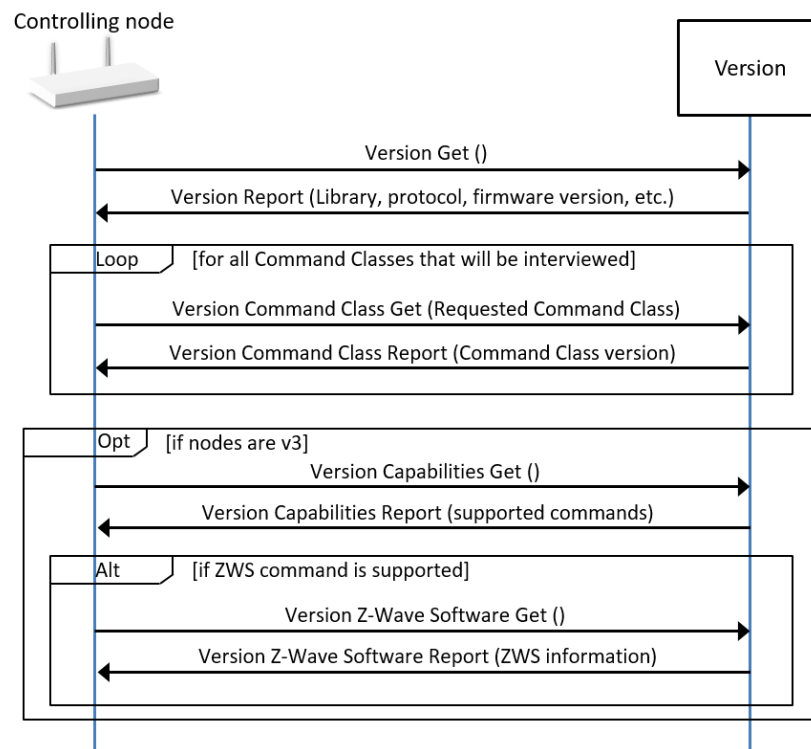 Controlling node
Version
Version Get ()
Version Report (Library, protocol, firmware version, etc.)
Loop [for all Command Classes that will be interviewed]
Version Command Class Get (Requested Command Class)
Version Command Class Report (Command Class version)
Opt [if nodes are v3]
Version Capabilities Get ()
Version Capabilities Report (supported commands)
Alt [if ZWS command is supported]
Version Z-Wave Software Get ()
Version Z-Wave Software Report (ZWS information)